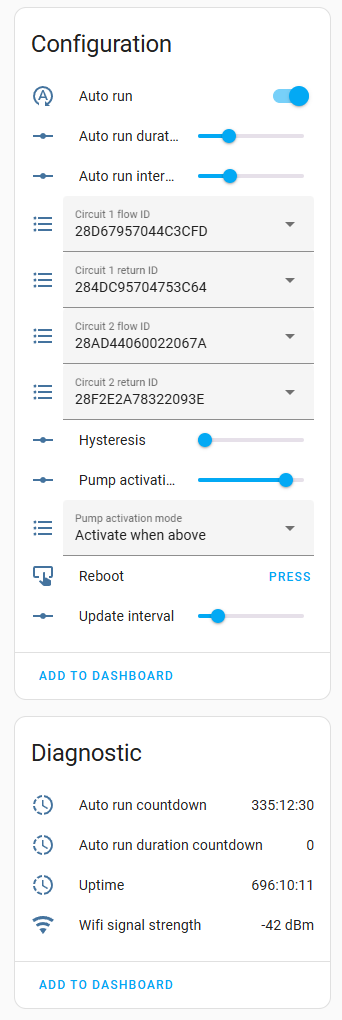 Configuration
Auto run
Auto run durat...
Auto run inter...
Circuit 1 flow ID
28D67957044C3CFD
Circuit 1 return ID
284DC95704753C64
Circuit 2 flow ID
28AD44060022067A
Circuit 2 return ID
28F2E2A78322093E
Hysteresis
Pump activati...
Pump activation mode
Activate when above
Reboot PRESS
Update interval
ADD TO DASHBOARD
Diagnostic
Auto run countdown 335:12:30
Auto run duration countdown 0
Uptime 696:10:11
Wifi signal strength -42 dBm
ADD TO DASHBOARD